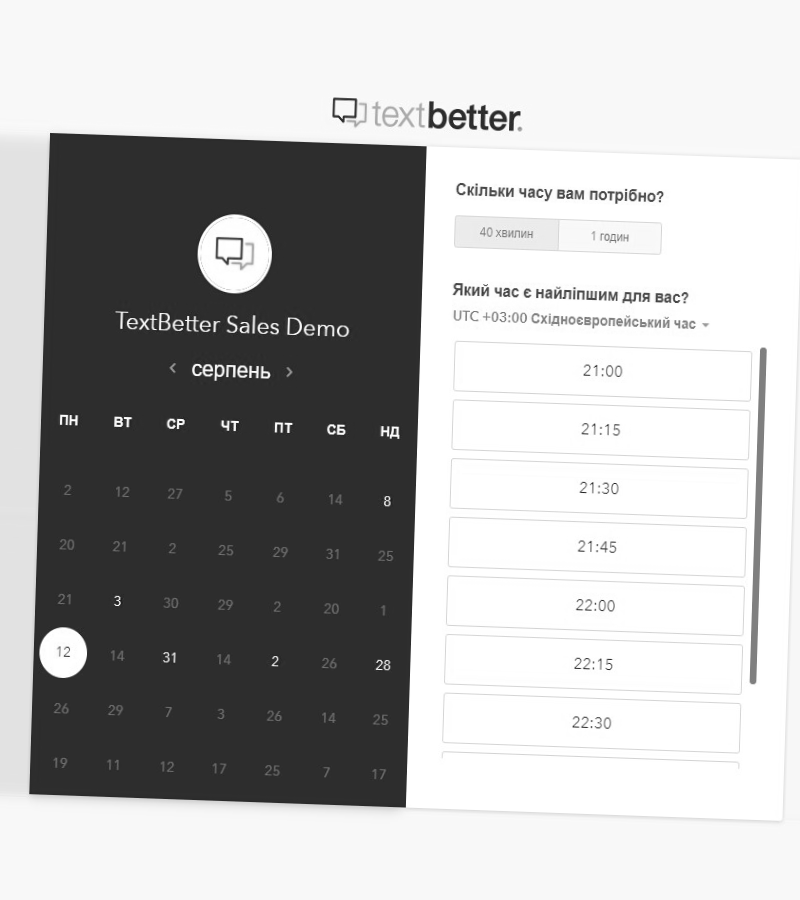 textbetter.
TextBetter Sales Demo
серпень
ПН ВТ СР ЧТ ПТ СБ НД
2 12 27 5 6 14 8
20 21 2 25 29 31 25
21 3 30 29 2 20 1
12 14 31 14 2 26 28
26 29 7 3 26 14 25
19 11 12 17 25 7 17
Скільки часу вам потрібно?
40 хвилин 1 годин
Який час є найліпшим для вас?
UTC +03:00 Східноєвропейський час
21:00
21:15
21:30
21:45
22:00
22:15
22:30